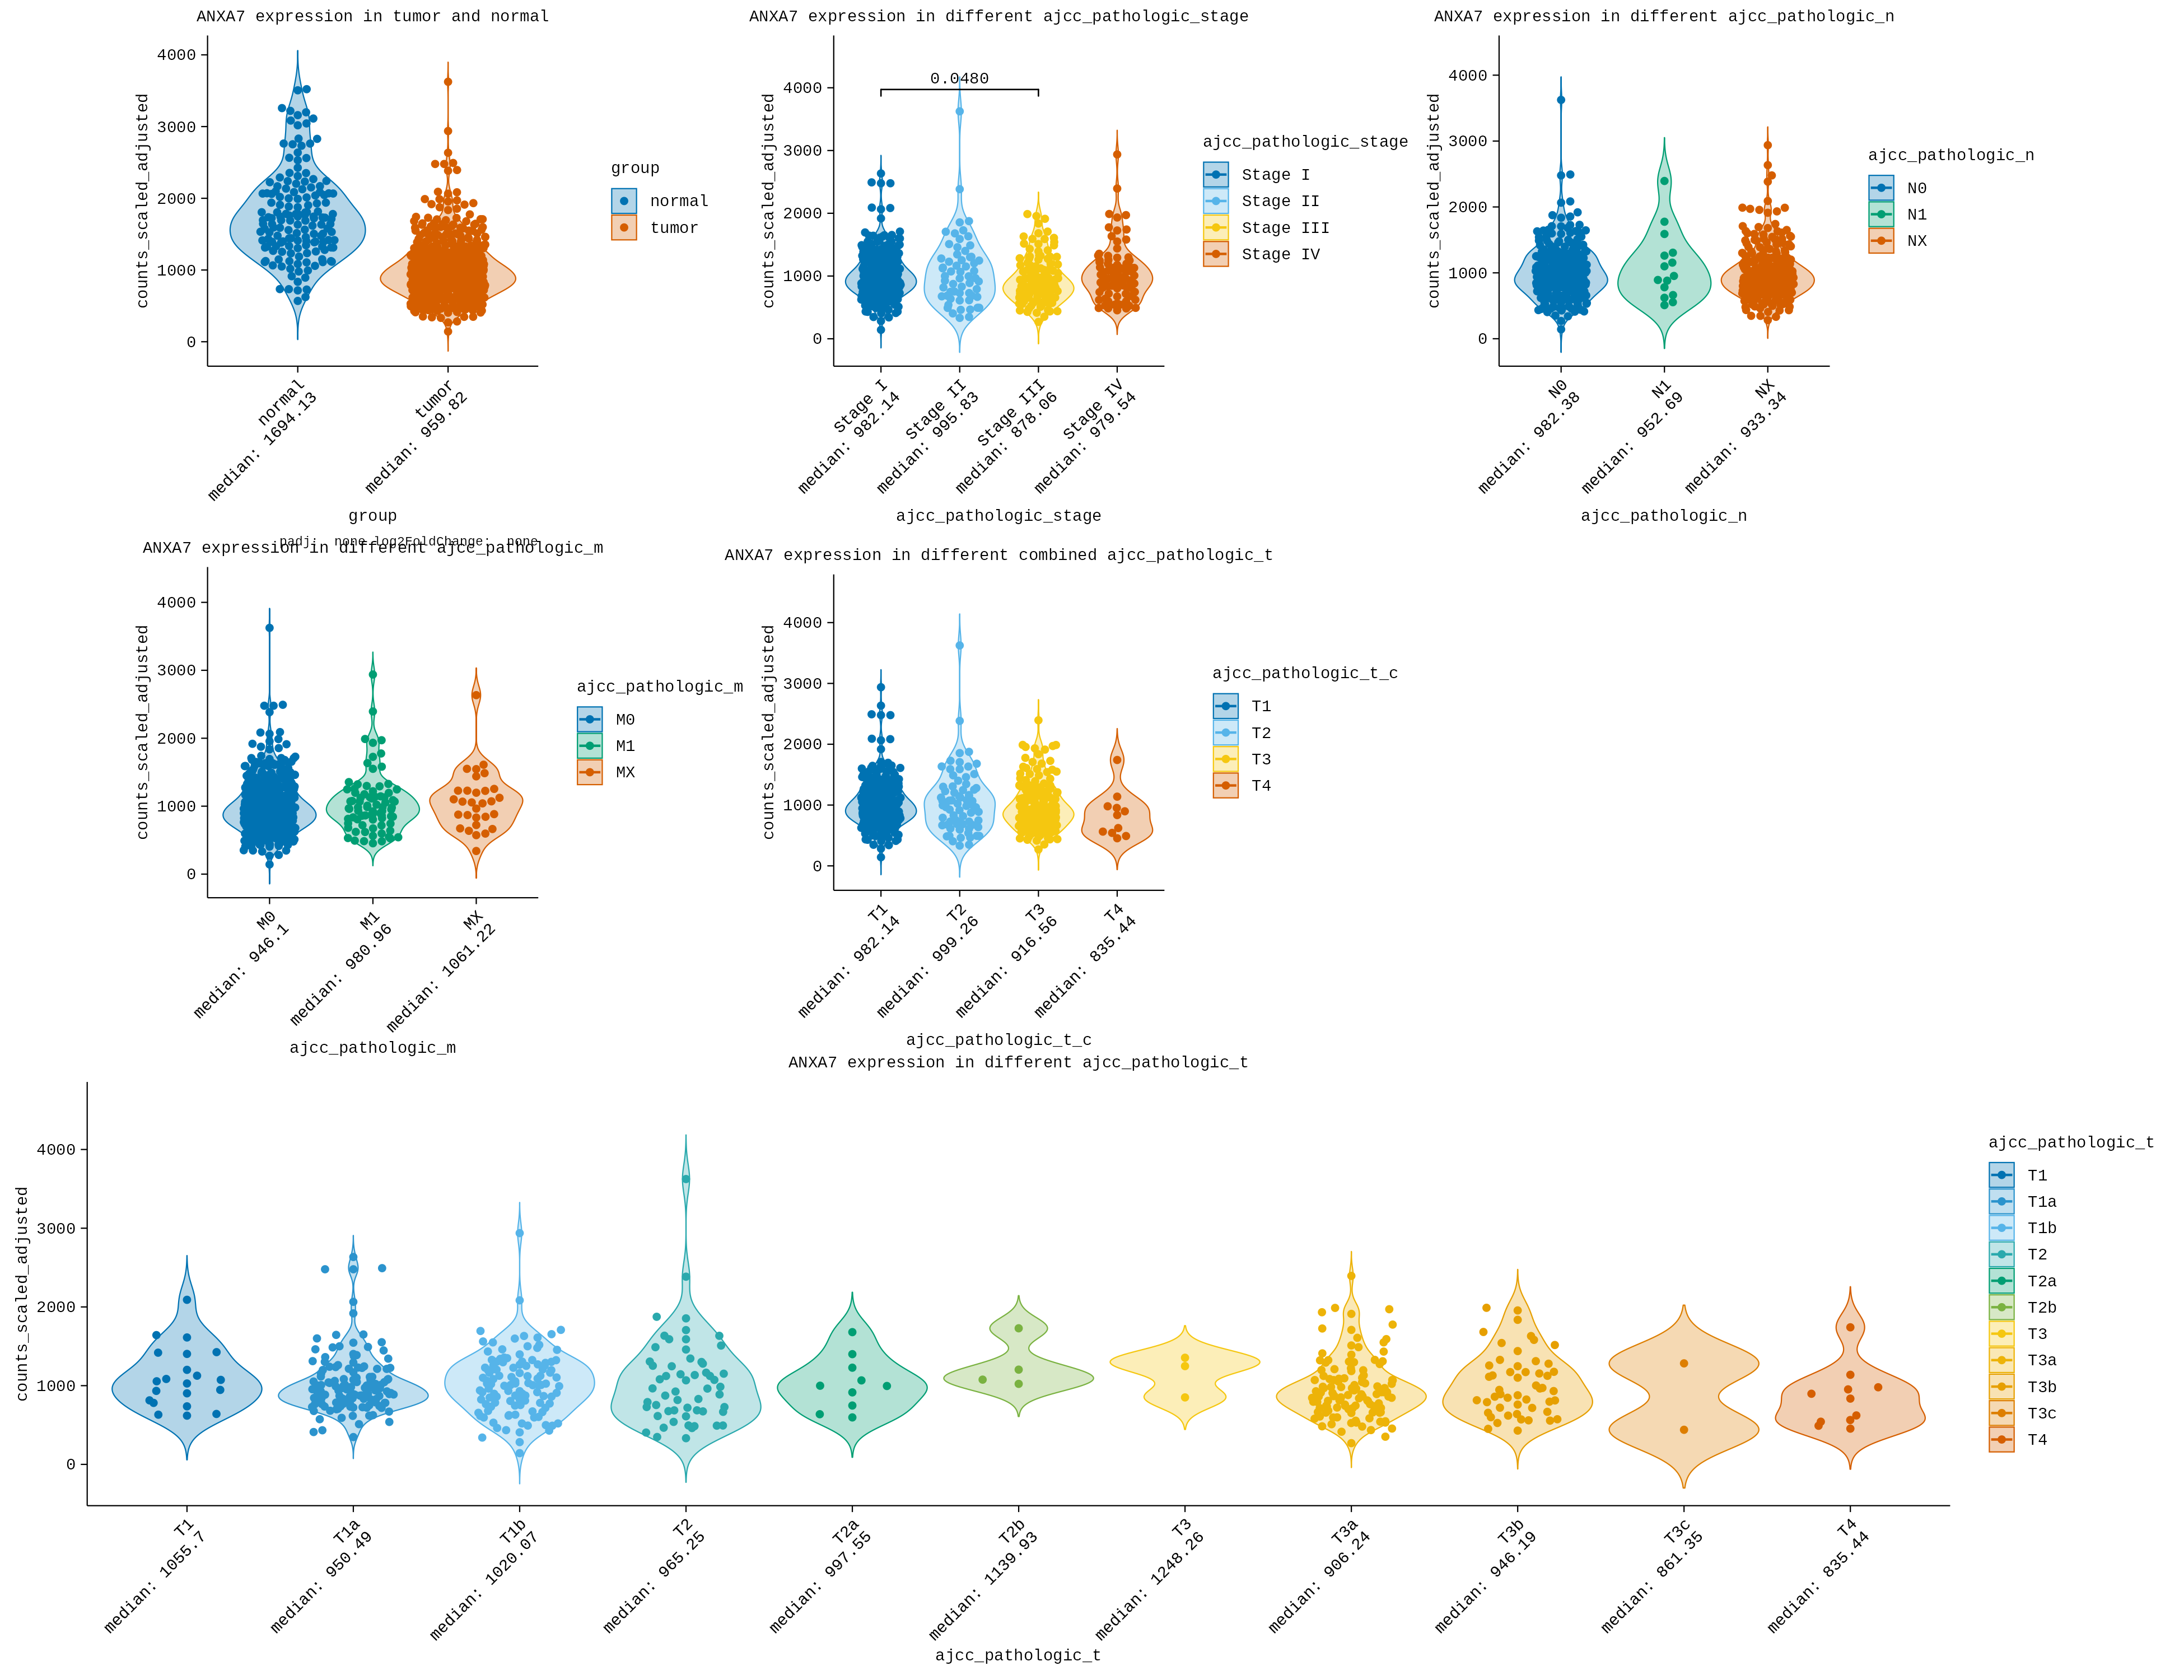 ANXA7 expression in tumor and normal
counts_scaled_adjusted
4000
3000
2000
1000
0
normal
median: 1694.13
tumor
median: 959.82
group
padj: none log2FoldChange: none
group
normal
tumor
ANXA7 expression in different ajcc_pathologic_stage
counts_scaled_adjusted
4000
3000
2000
1000
0
0.0480
Stage I
median: 982.14
Stage II
median: 995.83
Stage III
median: 878.06
Stage IV
median: 979.54
ajcc_pathologic_stage
ajcc_pathologic_stage
Stage I
Stage II
Stage III
Stage IV
ANXA7 expression in different ajcc_pathologic_n
counts_scaled_adjusted
4000
3000
2000
1000
0
N0
median: 982.38
N1
median: 952.69
NX
median: 933.34
ajcc_pathologic_n
ajcc_pathologic_n
N0
N1
NX
ANXA7 expression in different ajcc_pathologic_m
counts_scaled_adjusted
4000
3000
2000
1000
0
M0
median: 946.1
M1
median: 980.96
MX
median: 1061.22
ajcc_pathologic_m
ajcc_pathologic_m
M0
M1
MX
ANXA7 expression in different combined ajcc_pathologic_t
counts_scaled_adjusted
4000
3000
2000
1000
0
T1
median: 982.14
T2
median: 999.26
T3
median: 916.56
T4
median: 835.44
ajcc_pathologic_t_c
ajcc_pathologic_t_c
T1
T2
T3
T4
ANXA7 expression in different ajcc_pathologic_t
counts_scaled_adjusted
4000
3000
2000
1000
0
T1
median: 1055.7
T1a
median: 950.49
T1b
median: 1020.07
T2
median: 965.25
T2a
median: 997.55
T2b
median: 1139.93
T3
median: 1248.26
T3a
median: 906.24
T3b
median: 946.19
T3c
median: 861.35
T4
median: 835.44
ajcc_pathologic_t
ajcc_pathologic_t
T1
T1a
T1b
T2
T2a
T2b
T3
T3a
T3b
T3c
T4